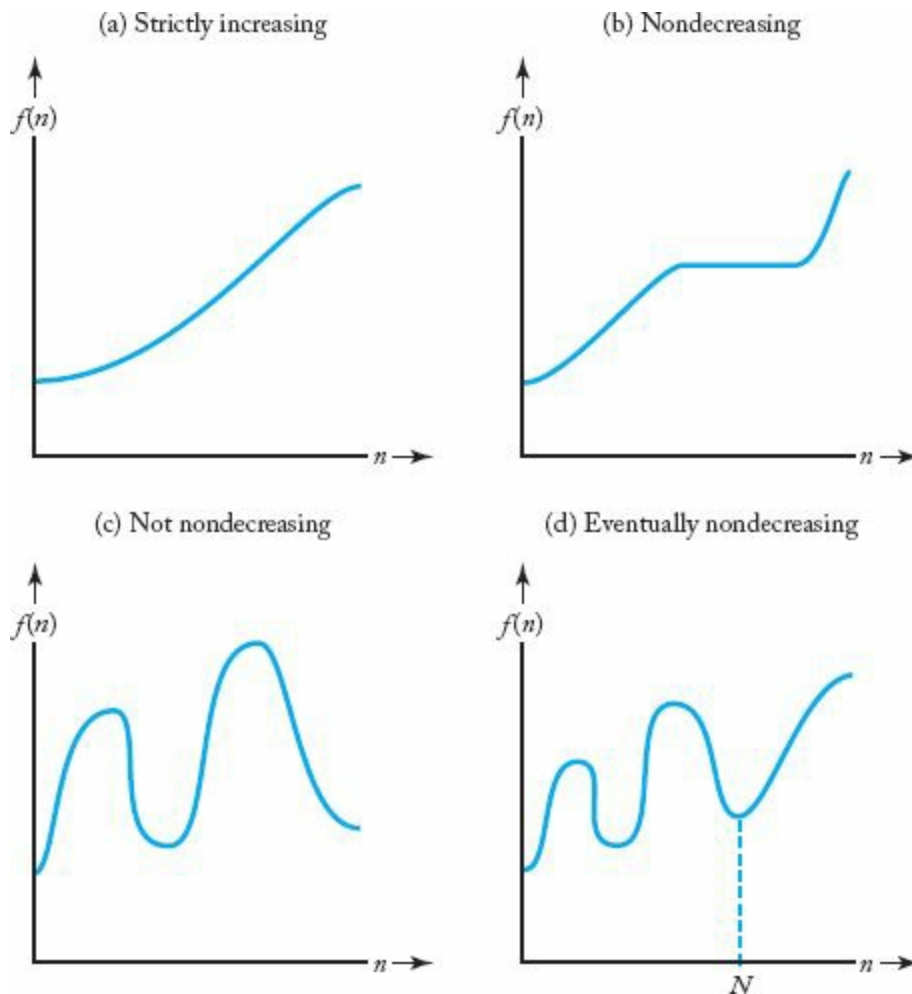 (a) Strictly increasing
(b) Nondecreasing
f(n)
f(n)
n
n
(c) Not nondecreasing
(d) Eventually nondecreasing
f(n)
f(n)
n
n
N